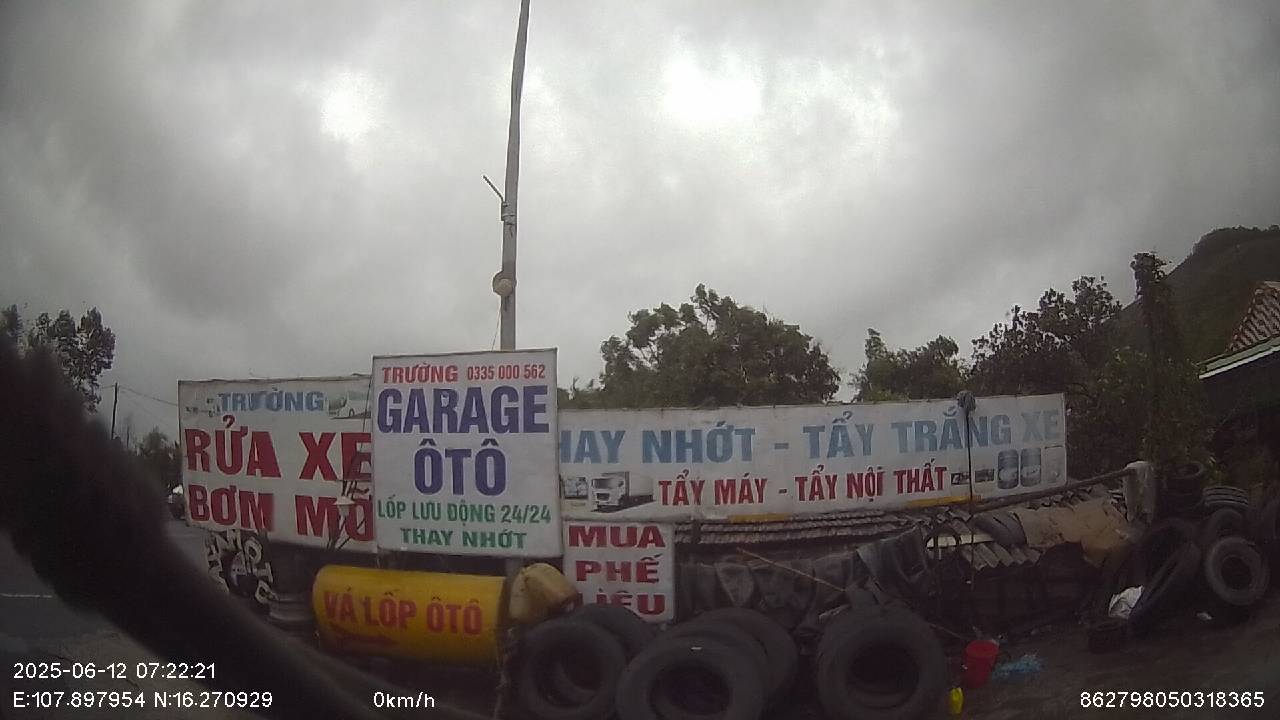 TRƯỜNG
RỬA XE
BƠM MỠ
TRƯỜNG 0335 000 562
GARAGE
ÔTÔ
LỐP LƯU ĐỘNG 24/24
THAY NHỚT
HAY NHỚT - TẨY TRẮNG XE
TẨY MÁY - TẨY NỘI THẤT
MUA
PHẾ
LIỆU
VÁ LỐP ÔTÔ
2025-06-12 07:22:21
E:107.897954 N:16.270929
0km/h
862798050318365